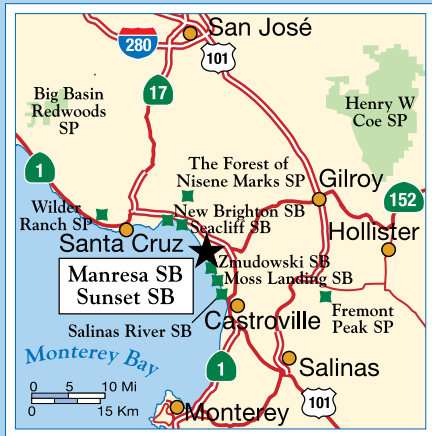 San José
280
101
17
Big Basin
Redwoods
SP
Henry W
Coe SP
1
The Forest of
Nisene Marks SP
Gilroy
152
Wilder
Ranch SP
New Brighton SB
Seacliff SB
Santa Cruz
Hollister
Manresa SB
Sunset SB
Zmudowski SB
Moss Landing SB
Salinas River SB
Castroville
Fremont
Peak SP
Monterey Bay
1
Salinas
0 5 10 Mi
0 15 Km
101
Monterey